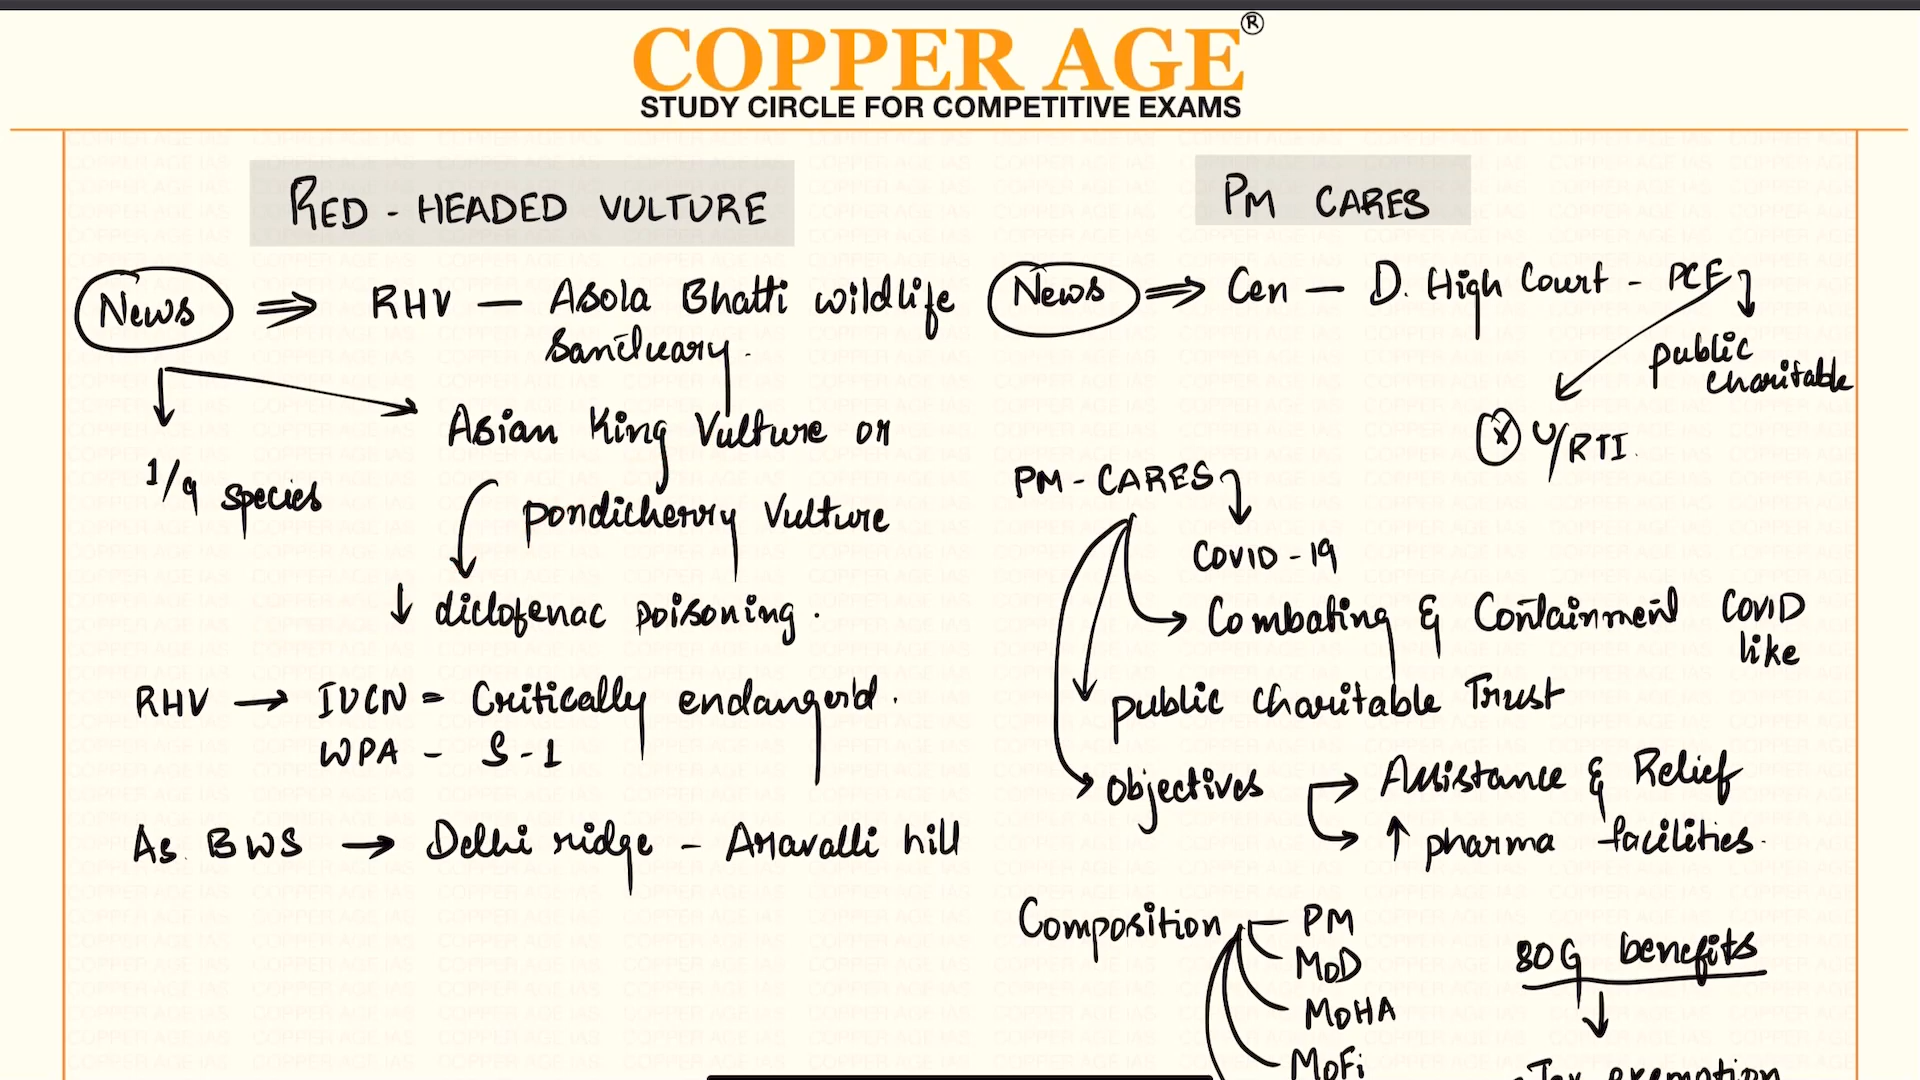 COPPER AGE®
STUDY CIRCLE FOR COMPETITIVE EXAMS
RED - HEADED VULTURE
News ⇒ RHV — Asola Bhatti wildlife
Sanctuary.
Asian King Vulture or
1/9 species
pondicherry Vulture
↓ diclofenac poisoning.
RHV → IUCN = Critically endangerd.
WPA - S-1
As. BWS → Delhi ridge - Aravalli hill
PM CARES
News ⇒ Cen — D. High Court - PCF
public
charitable
(x) U/RTI.
PM - CARES
COVID - 19
Combating & Containment COVID
like
public charitable Trust
Objectives → Assistance & Relief
→ ↑ pharma facilities.
Composition
PM
MoD
MoHA
MoFi
80G benefits
Tax exemption